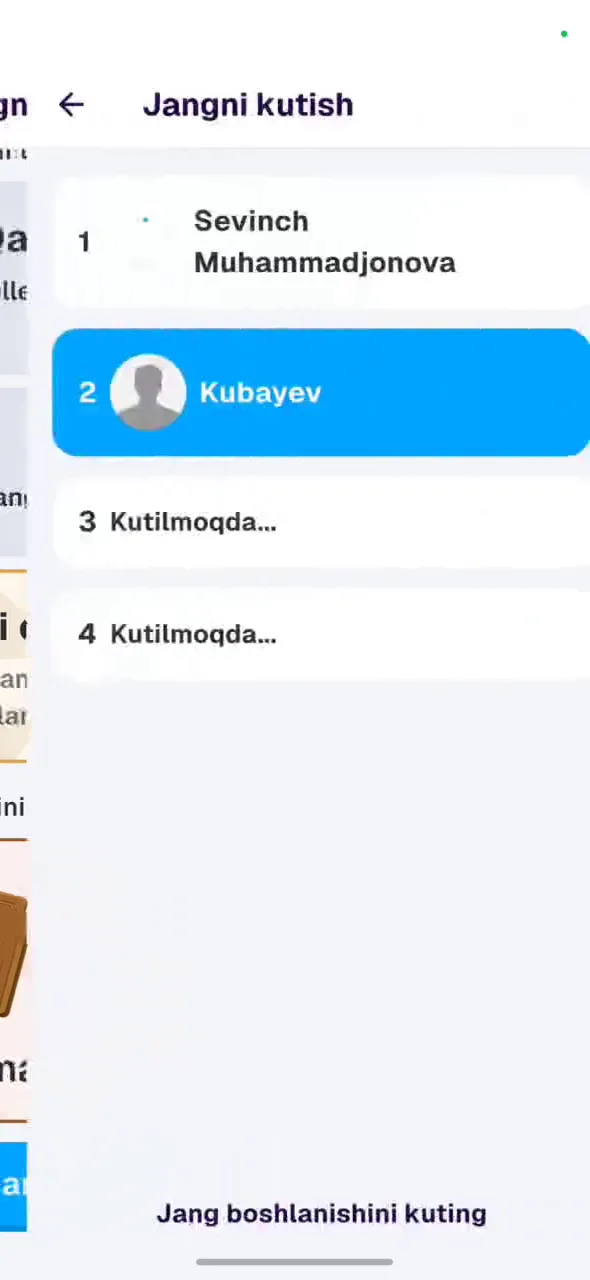 Jangni kutish
1
Sevinch
Muhammadjonova
2 Kubayev
3 Kutilmoqda...
4 Kutilmoqda...
Jang boshlanishini kuting